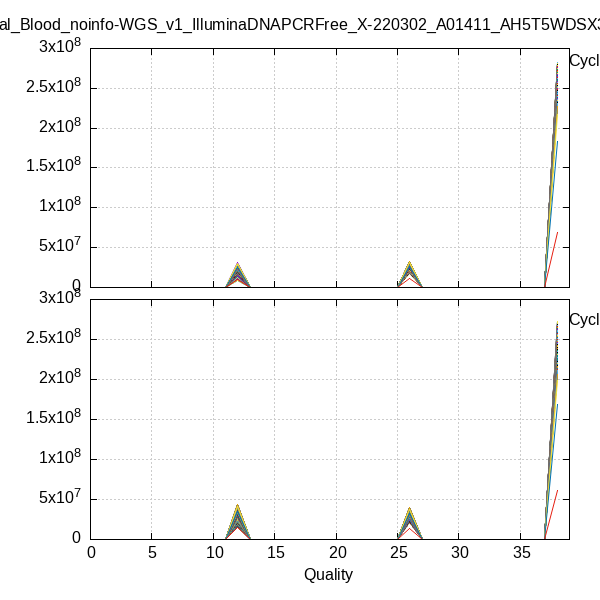 al_Blood_noinfo-WGS_v1_IlluminaDNAPCRFree_X-220302_A01411_AH5T5WDSX3
3x10^8
Cycl
2.5x10^8
2x10^8
1.5x10^8
1x10^8
5x10^7
0
3x10^8
Cycl
2.5x10^8
2x10^8
1.5x10^8
1x10^8
5x10^7
0
0 5 10 15 20 25 30 35
Quality